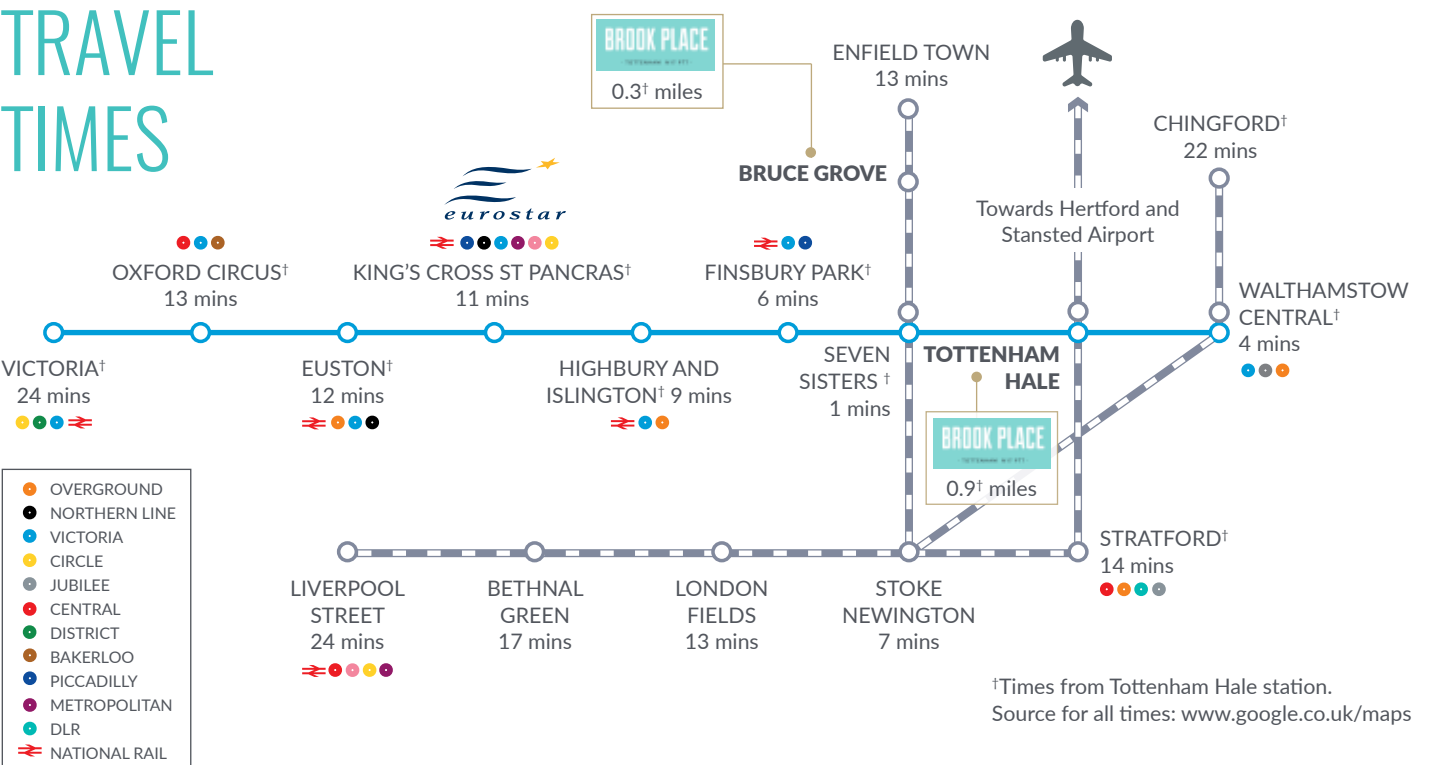 TRAVEL
TIMES
BROOK PLACE
0.3† miles
ENFIELD TOWN
13 mins
CHINGFORD†
22 mins
BRUCE GROVE
eurostar
Towards Hertford and
Stansted Airport
OXFORD CIRCUS†
13 mins
KING'S CROSS ST PANCRAS†
11 mins
FINSBURY PARK†
6 mins
WALTHAMSTOW
CENTRAL†
4 mins
VICTORIA†
24 mins
EUSTON†
12 mins
HIGHBURY AND
ISLINGTON† 9 mins
SEVEN
SISTERS †
1 mins
TOTTENHAM
HALE
BROOK PLACE
0.9† miles
OVERGROUND
NORTHERN LINE
VICTORIA
CIRCLE
JUBILEE
CENTRAL
DISTRICT
BAKERLOO
PICCADILLY
METROPOLITAN
DLR
NATIONAL RAIL
LIVERPOOL
STREET
24 mins
BETHNAL
GREEN
17 mins
LONDON
FIELDS
13 mins
STOKE
NEWINGTON
7 mins
STRATFORD†
14 mins
†Times from Tottenham Hale station.
Source for all times: www.google.co.uk/maps